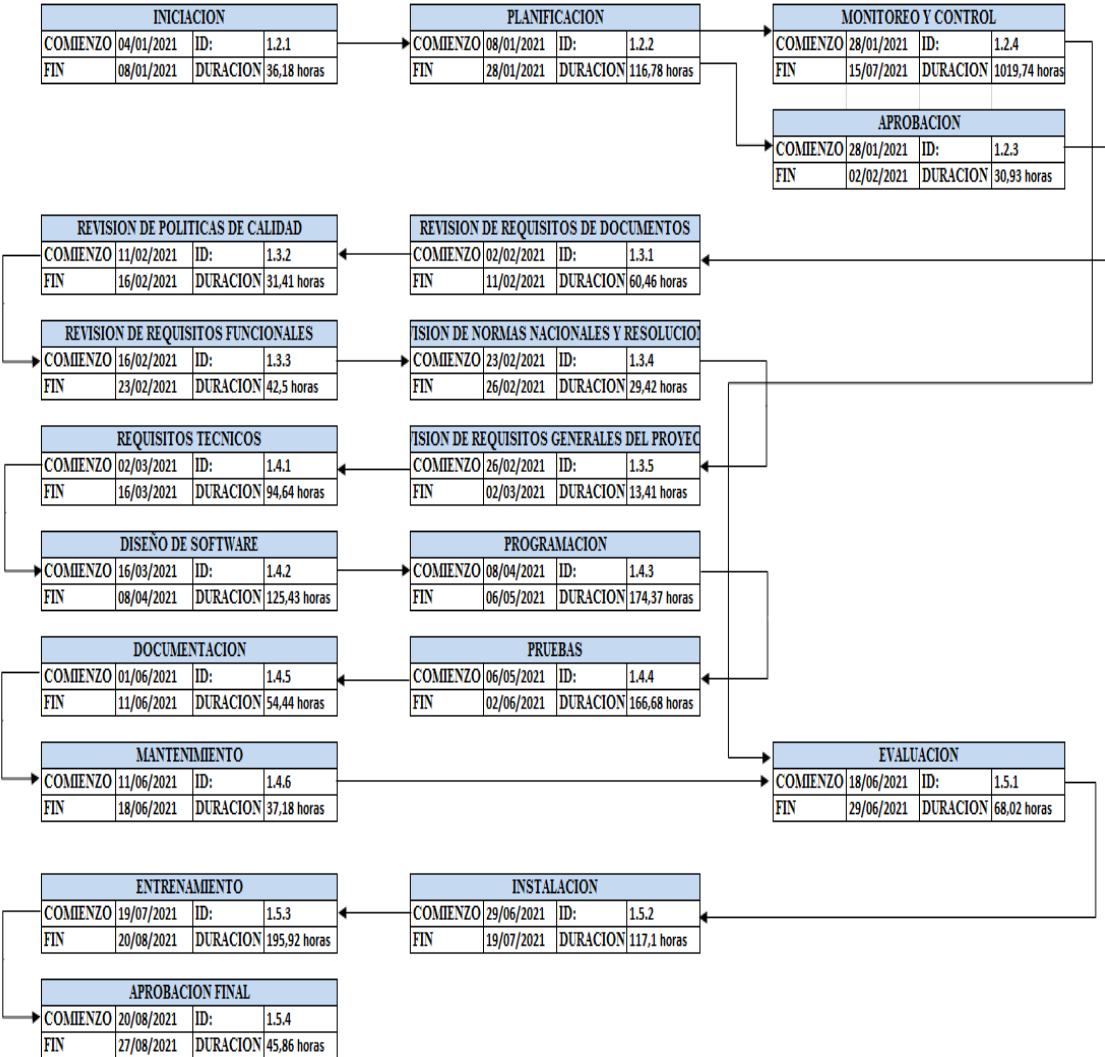 INICIACION
COMIENZO 04/01/2021 ID: 1.2.1
FIN 08/01/2021 DURACION 36,18 horas
PLANIFICACION
COMIENZO 08/01/2021 ID: 1.2.2
FIN 28/01/2021 DURACION 116,78 horas
MONITOREO Y CONTROL
COMIENZO 28/01/2021 ID: 1.2.4
FIN 15/07/2021 DURACION 1019,74 horas
APROBACION
COMIENZO 28/01/2021 ID: 1.2.3
FIN 02/02/2021 DURACION 30,93 horas
REVISION DE POLITICAS DE CALIDAD
COMIENZO 11/02/2021 ID: 1.3.2
FIN 16/02/2021 DURACION 31,41 horas
REVISION DE REQUISITOS DE DOCUMENTOS
COMIENZO 02/02/2021 ID: 1.3.1
FIN 11/02/2021 DURACION 60,46 horas
REVISION DE REQUISITOS FUNCIONALES
COMIENZO 16/02/2021 ID: 1.3.3
FIN 23/02/2021 DURACION 42,5 horas
VISION DE NORMAS NACIONALES Y RESOLUCION
COMIENZO 23/02/2021 ID: 1.3.4
FIN 26/02/2021 DURACION 29,42 horas
REQUISITOS TECNICOS
COMIENZO 02/03/2021 ID: 1.4.1
FIN 16/03/2021 DURACION 94,64 horas
VISION DE REQUISITOS GENERALES DEL PROYEC
COMIENZO 26/02/2021 ID: 1.3.5
FIN 02/03/2021 DURACION 13,41 horas
DISEÑO DE SOFTWARE
COMIENZO 16/03/2021 ID: 1.4.2
FIN 08/04/2021 DURACION 125,43 horas
PROGRAMACION
COMIENZO 08/04/2021 ID: 1.4.3
FIN 06/05/2021 DURACION 174,37 horas
DOCUMENTACION
COMIENZO 01/06/2021 ID: 1.4.5
FIN 11/06/2021 DURACION 54,44 horas
PRUEBAS
COMIENZO 06/05/2021 ID: 1.4.4
FIN 02/06/2021 DURACION 166,68 horas
MANTENIMIENTO
COMIENZO 11/06/2021 ID: 1.4.6
FIN 18/06/2021 DURACION 37,18 horas
EVALUACION
COMIENZO 18/06/2021 ID: 1.5.1
FIN 29/06/2021 DURACION 68,02 horas
ENTRENAMIENTO
COMIENZO 19/07/2021 ID: 1.5.3
FIN 20/08/2021 DURACION 195,92 horas
INSTALACION
COMIENZO 29/06/2021 ID: 1.5.2
FIN 19/07/2021 DURACION 117,1 horas
APROBACION FINAL
COMIENZO 20/08/2021 ID: 1.5.4
FIN 27/08/2021 DURACION 45,86 horas